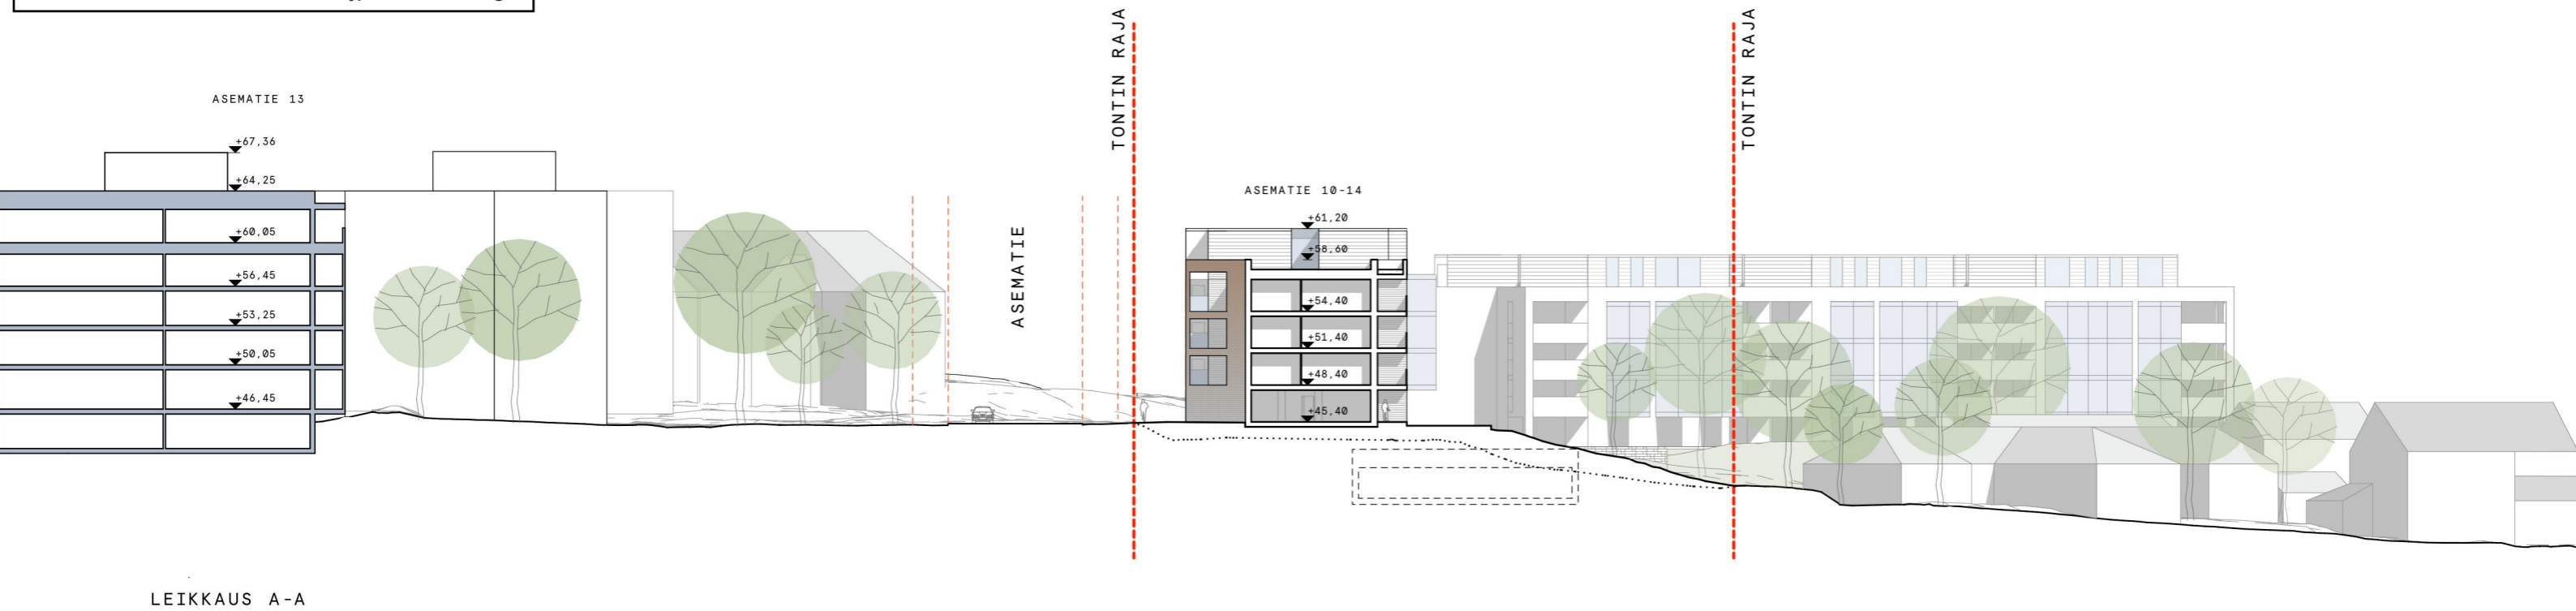 TONTIN RAJA
TONTIN RAJA
ASEMATIE 13
+67,36
+64,25
+60,05
+56,45
+53,25
+50,05
+46,45
ASEMATIE
ASEMATIE 10-14
+61,20
+58,60
+54,40
+51,40
+48,40
+45,40
LEIKKAUS A-A